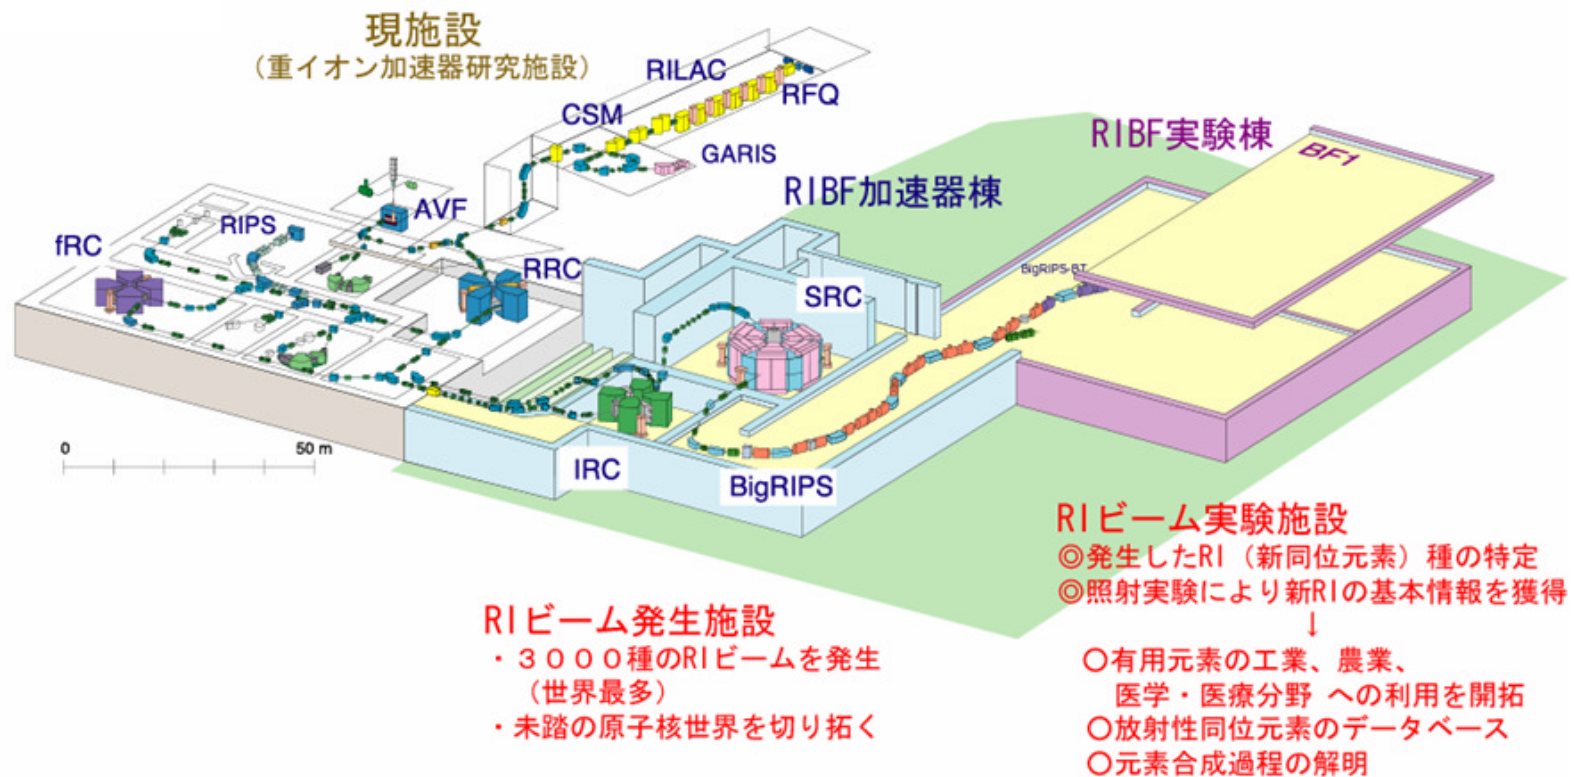 現施設
（重イオン加速器研究施設）
RILAC
RFQ
CSM
GARIS
AVF
RIPS
fRC
RRC
RIBF実験棟
BF1
RIBF加速器棟
BigRIPS-BT
SRC
0
50 m
IRC
BigRIPS
RIビーム発生施設
・３０００種のRIビームを発生
（世界最多）
・未踏の原子核世界を切り拓く
RIビーム実験施設
◎発生したRI（新同位元素）種の特定
◎照射実験により新RIの基本情報を獲得
↓
〇有用元素の工業、農業、
医学・医療分野 への利用を開拓
〇放射性同位元素のデータベース
〇元素合成過程の解明